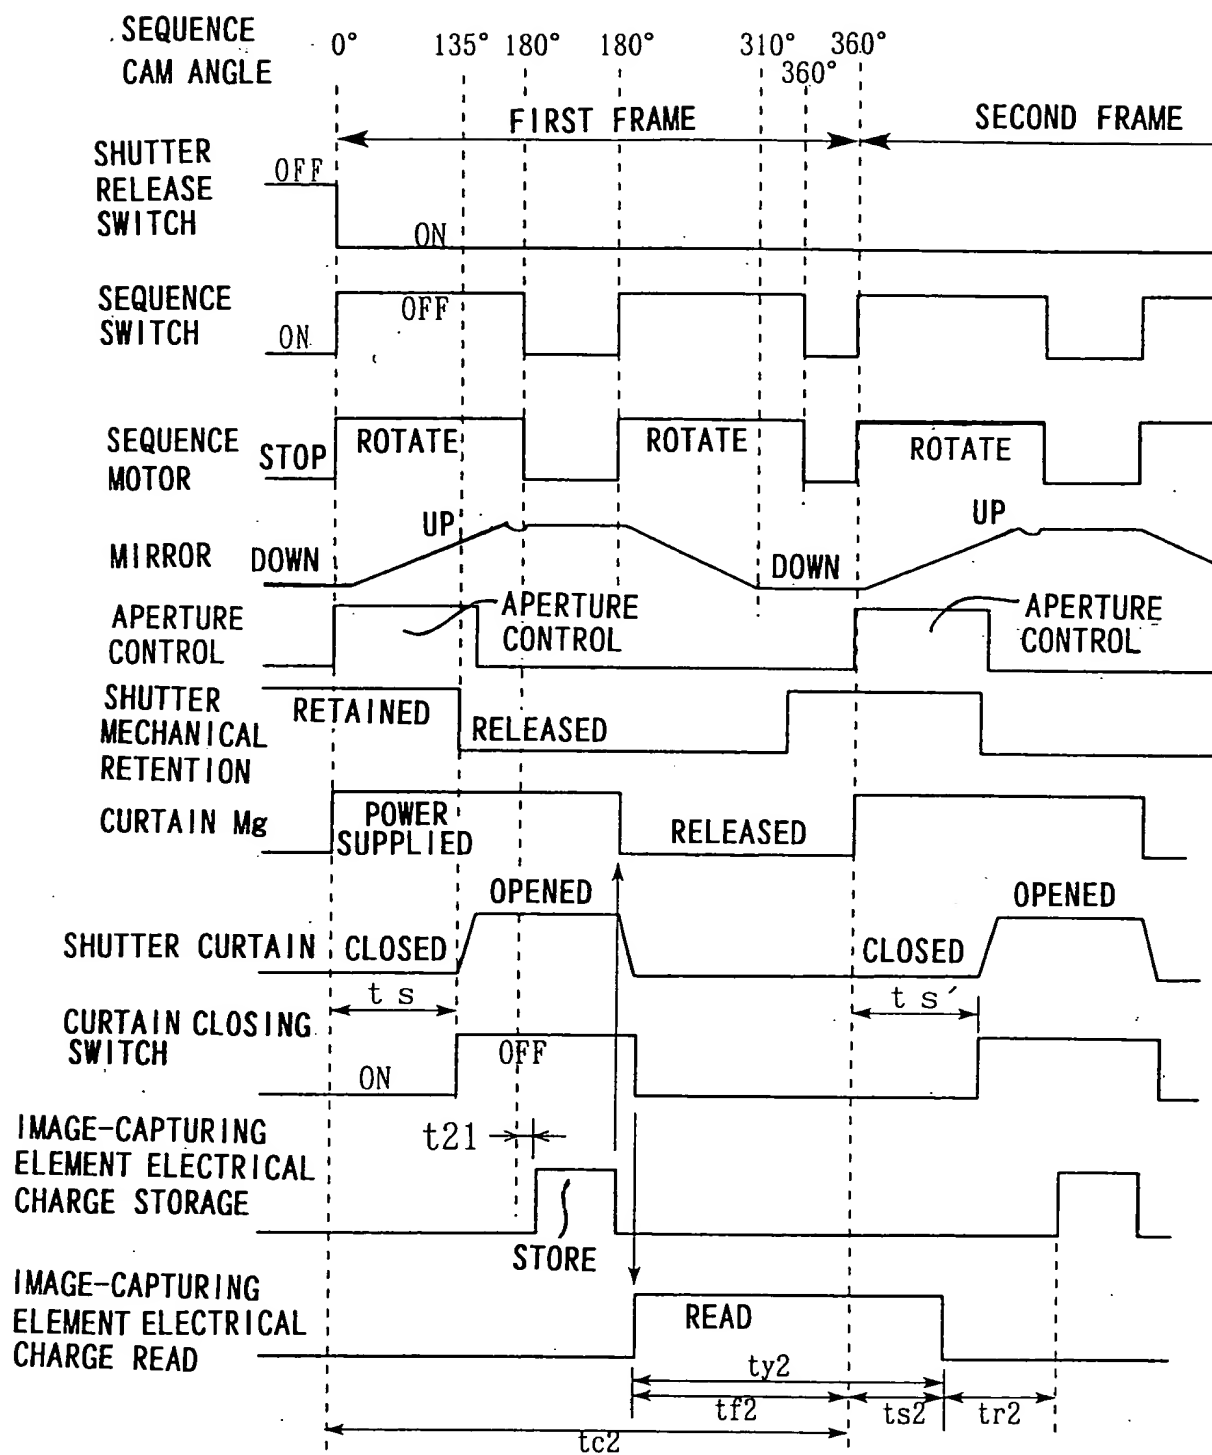 SEQUENCE
CAM ANGLE
0° 135° 180° 180° 310° 360°
360°
FIRST FRAME SECOND FRAME
SHUTTER
RELEASE
SWITCH
OFF
ON
SEQUENCE
SWITCH
ON
OFF
SEQUENCE
MOTOR
STOP ROTATE ROTATE ROTATE
MIRROR DOWN UP DOWN UP
APERTURE
CONTROL
APERTURE
CONTROL
APERTURE
CONTROL
SHUTTER
MECHANICAL
RETENTION
RETAINED RELEASED
CURTAIN Mg
POWER
SUPPLIED
RELEASED
SHUTTER CURTAIN CLOSED OPENED CLOSED OPENED
ts ts′
CURTAIN CLOSING
SWITCH
ON OFF
IMAGE-CAPTURING
ELEMENT ELECTRICAL
CHARGE STORAGE
t21
STORE
IMAGE-CAPTURING
ELEMENT ELECTRICAL
CHARGE READ
READ
ty2
tf2 ts2 tr2
tc2